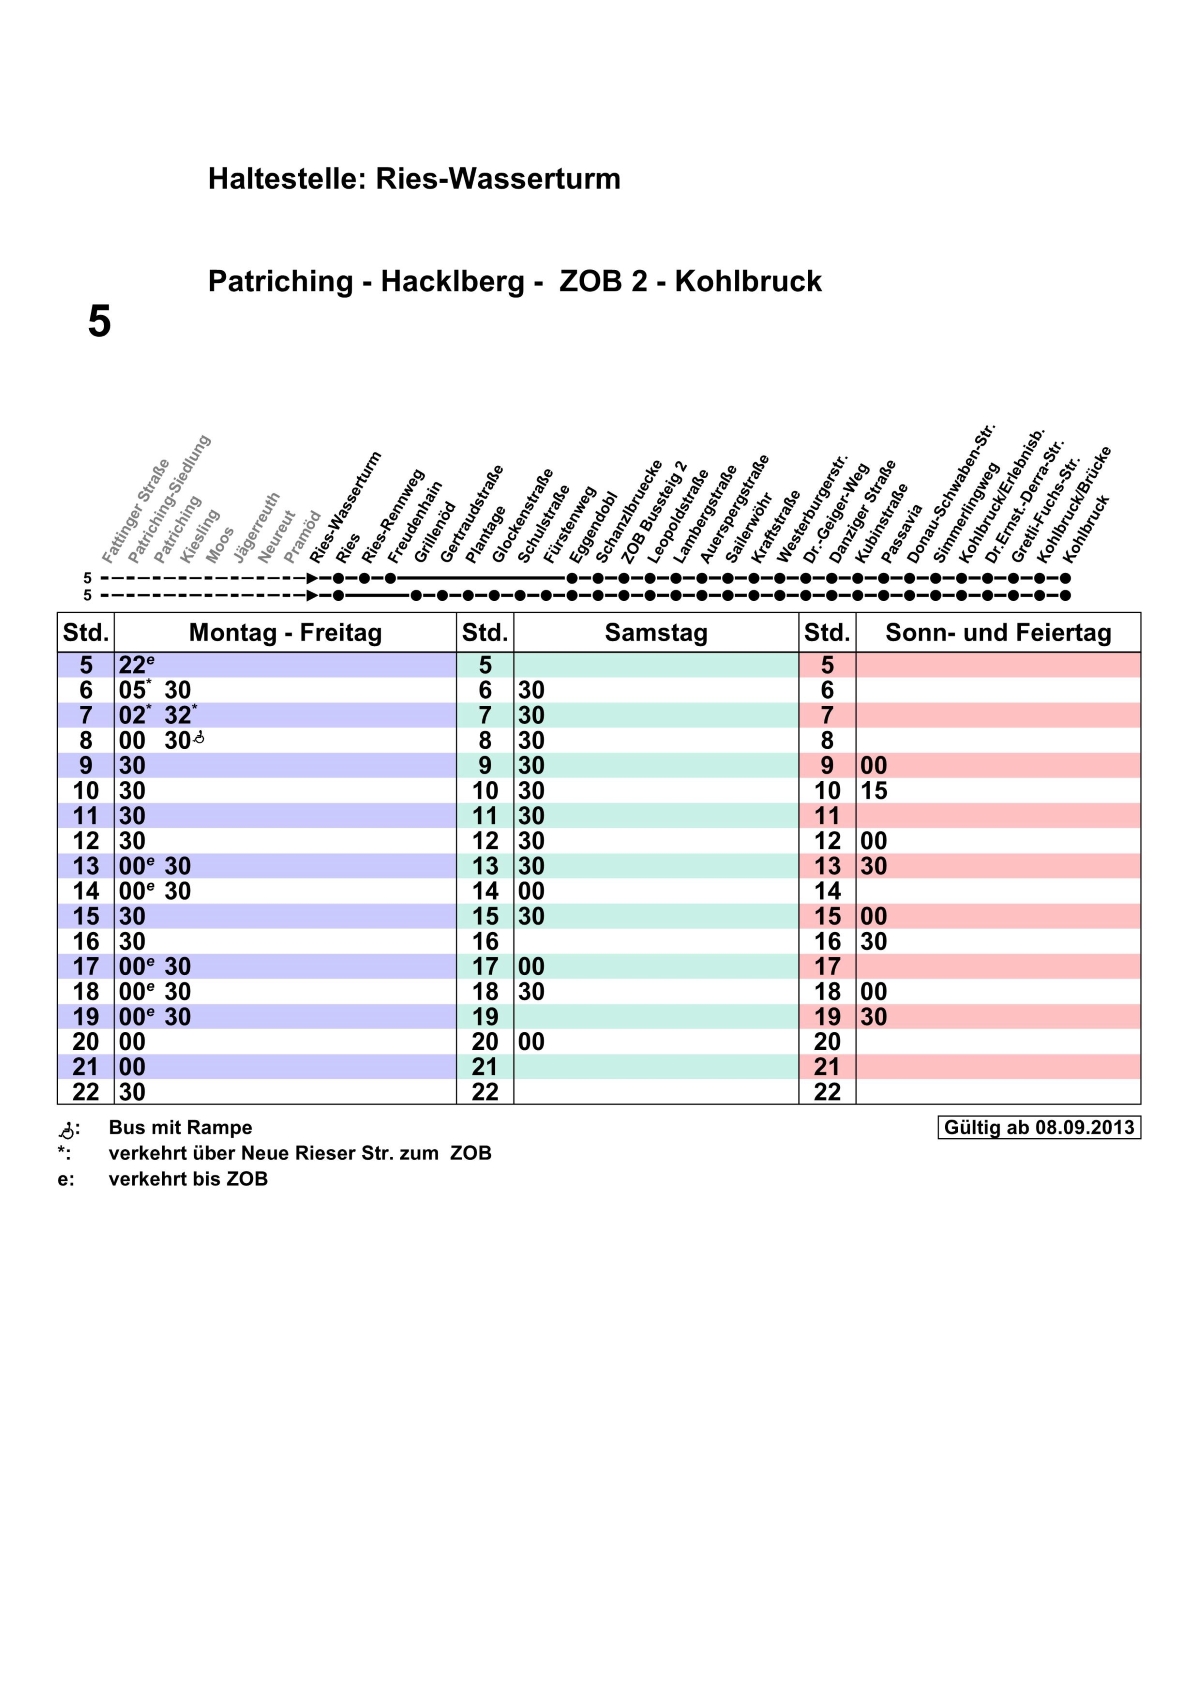 Haltestelle: Ries-Wasserturm
Patriching - Hacklberg - ZOB 2 - Kohlbruck
5
Fattinger Straße
Patriching-Siedlung
Patriching
Kiesling
Moos
Jägerreuth
Neureut
Pramöd
Ries-Wasserturm
Ries
Ries-Rennweg
Freudenhain
Grillenöd
Gertraudstraße
Plantage
Glockenstraße
Schulstraße
Fürstenweg
Eggendobl
Schanzlbruecke
ZOB Bussteig 2
Leopoldstraße
Lambergstraße
Auerspergstraße
Sailerwöhr
Kraftstraße
Westerburgerstr.
Dr.-Geiger-Weg
Danziger Straße
Kubinstraße
Passavia
Donau-Schwaben-Str.
Simmerlingweg
Kohlbruck/Erlebnisb.
Dr.Ernst-Derra-Str.
Gretli-Fuchs-Str.
Kohlbruck/Brücke
Kohlbruck
5
5
Std. Montag - Freitag Std. Samstag Std. Sonn- und Feiertag
5 22e 5 5
6 05* 30 6 30 6
7 02* 32* 7 30 7
8 00 30 8 30 8
9 30 9 30 9 00
10 30 10 30 10 15
11 30 11 30 11
12 30 12 30 12 00
13 00e 30 13 30 13 30
14 00e 30 14 00 14
15 30 15 30 15 00
16 30 16 16 30
17 00e 30 17 00 17
18 00e 30 18 30 18 00
19 00e 30 19 19 30
20 00 20 00 20
21 00 21 21
22 30 22 22
: Bus mit Rampe Gültig ab 08.09.2013
*: verkehrt über Neue Rieser Str. zum ZOB
e: verkehrt bis ZOB